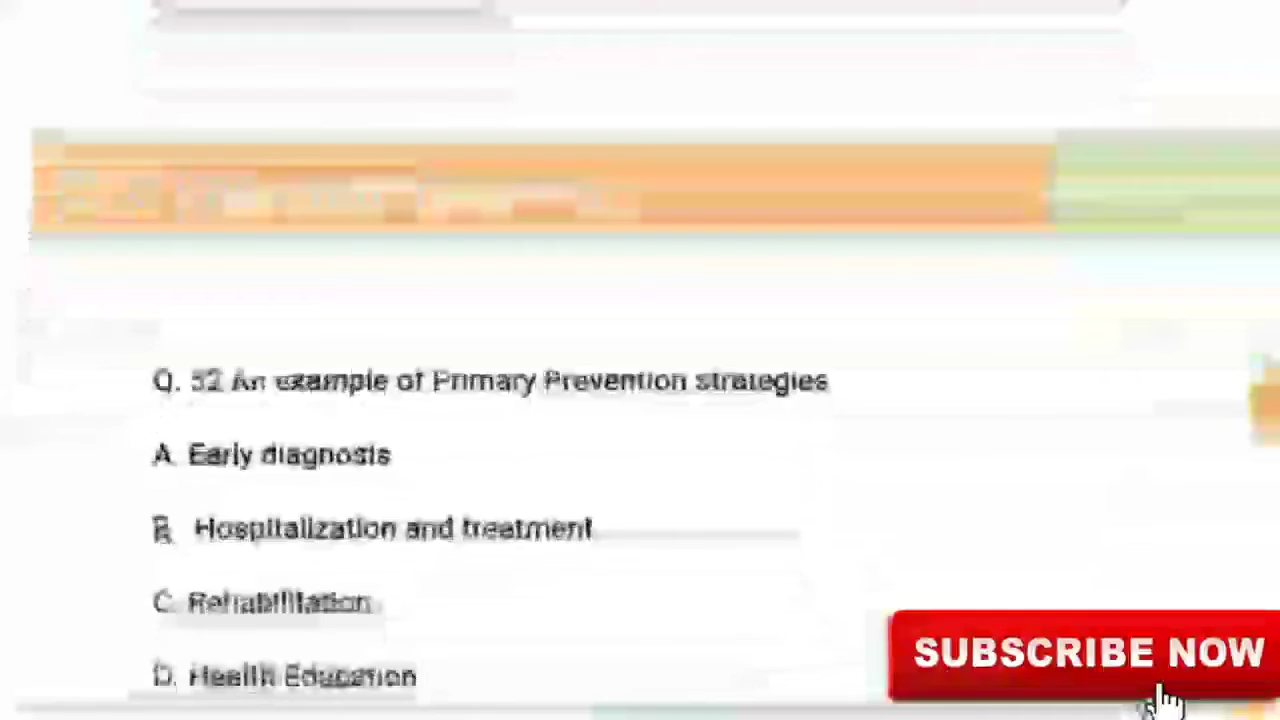 Q. 52 An example of Primary Prevention strategies
A. Early diagnosis
B. Hospitalization and treatment
C. Rehabilitation
D. Health Education
SUBSCRIBE NOW